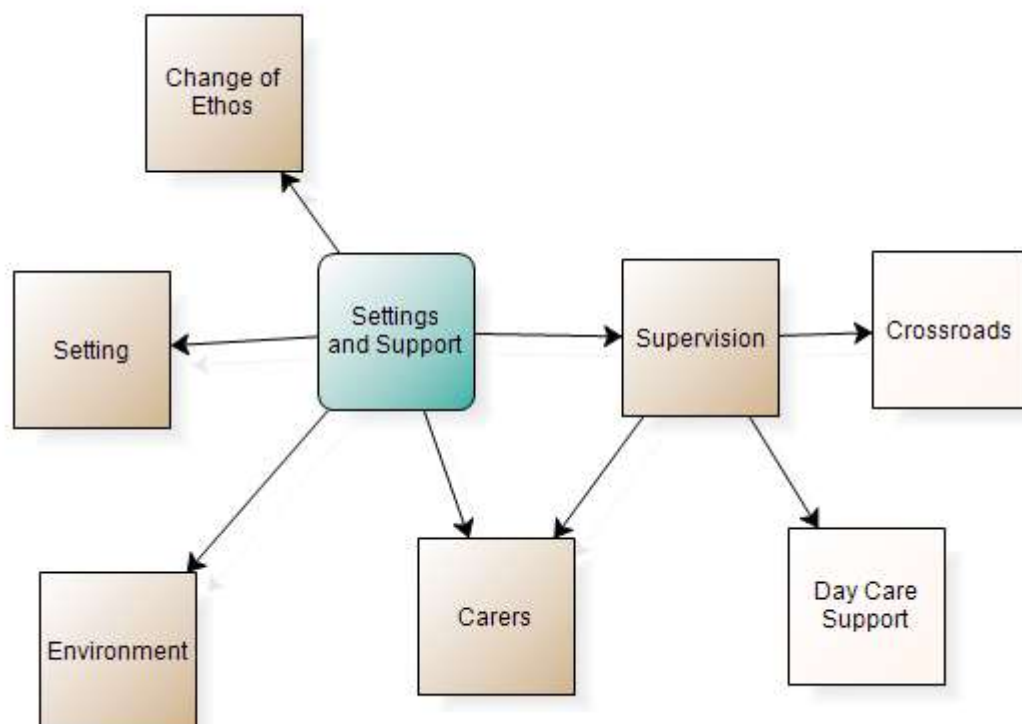 Change of
Ethos
Settings
and Support
Setting
Supervision
Crossroads
Environment
Carers
Day Care
Support